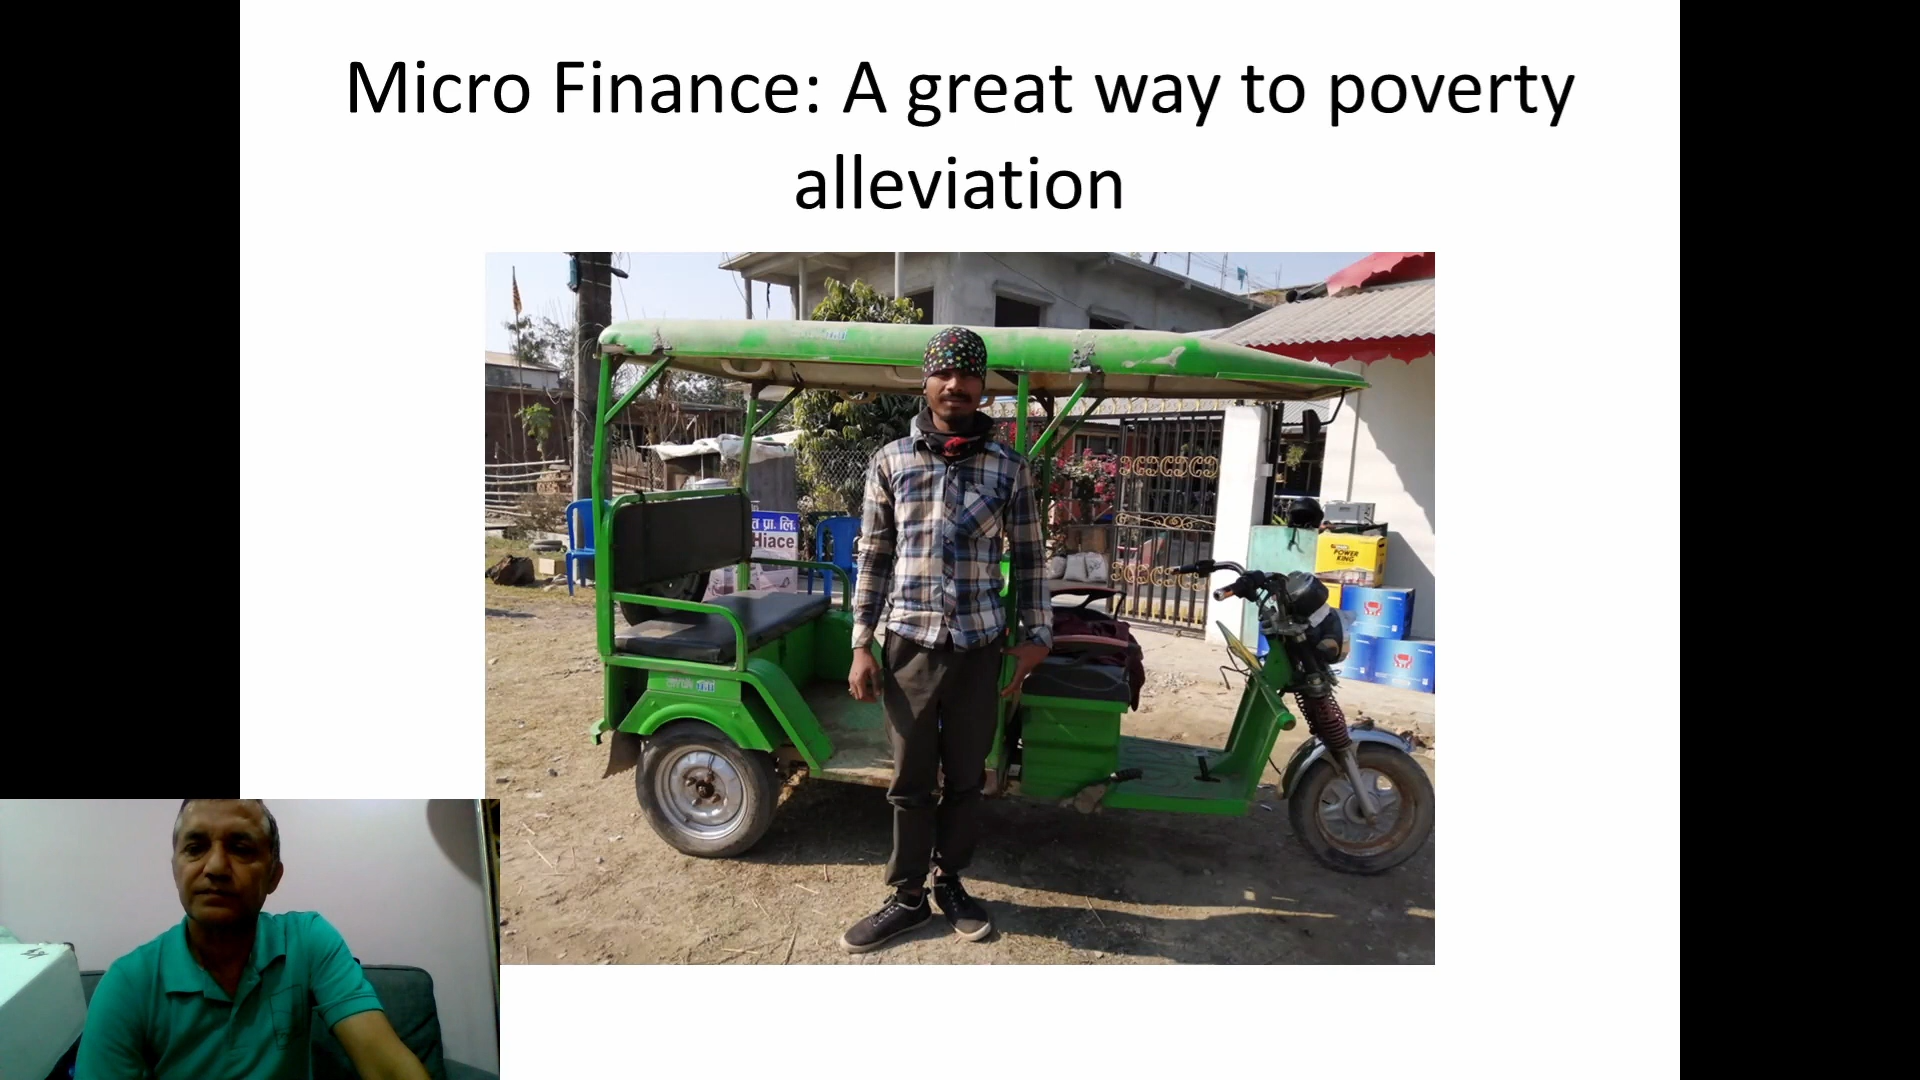 Micro Finance: A great way to poverty
alleviation
प्रा. लि.
Hiace
POWER
KING